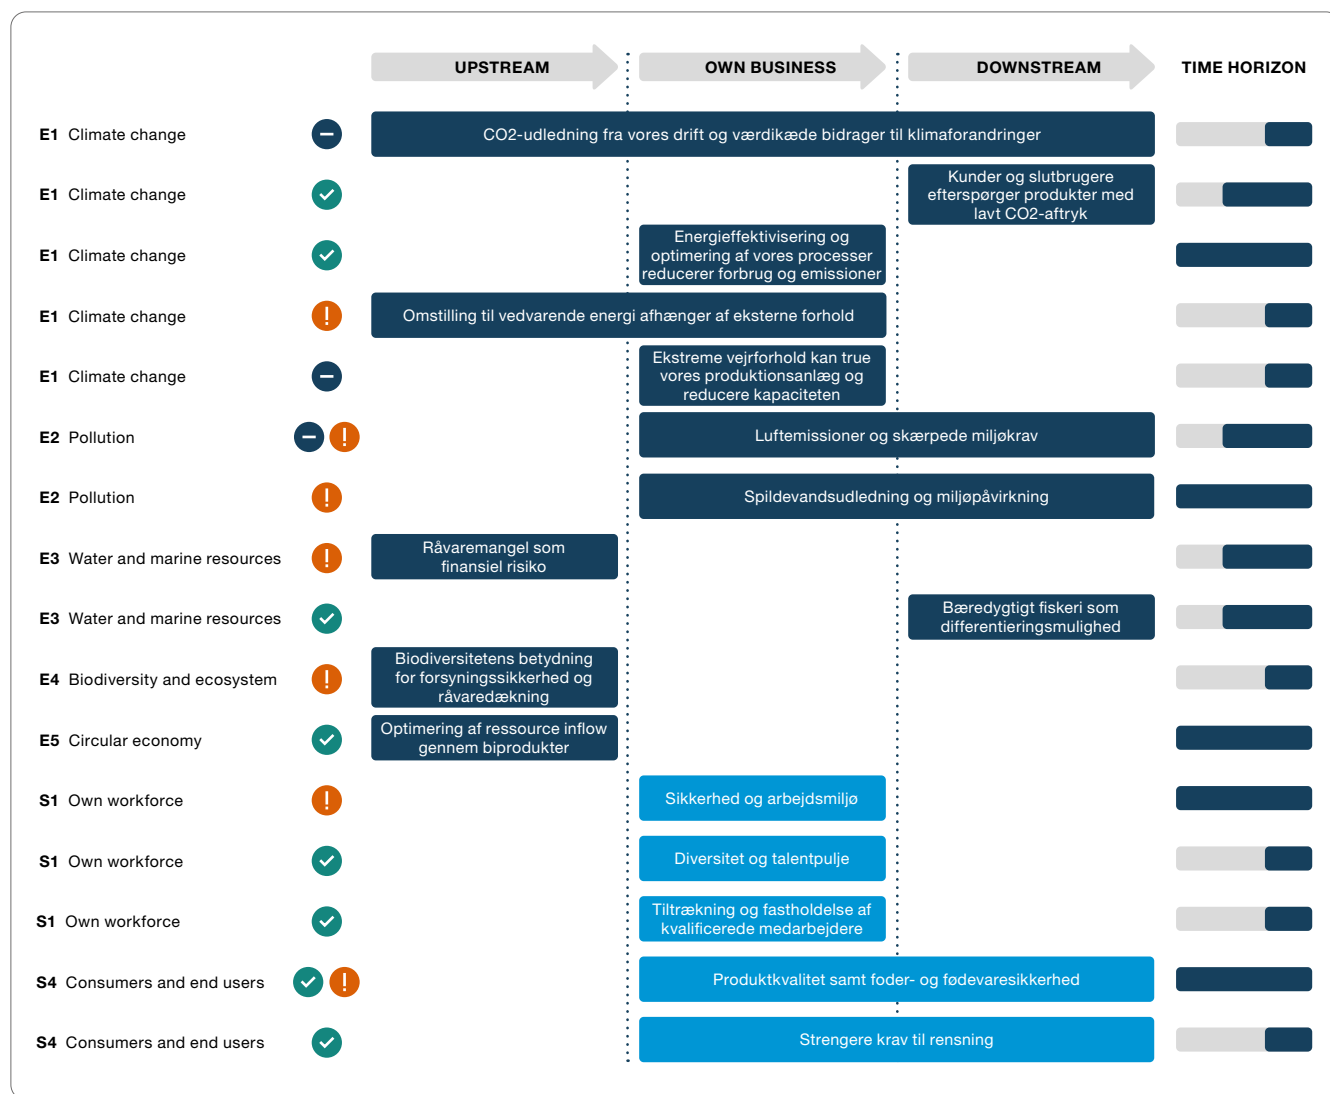 UPSTREAM OWN BUSINESS DOWNSTREAM TIME HORIZON
E1 Climate change
CO2-udledning fra vores drift og værdikæde bidrager til klimaforandringer
E1 Climate change
Kunder og slutbrugere
efterspørger produkter med
lavt CO2-aftryk
E1 Climate change
Energieffektivisering og
optimering af vores processer
reducerer forbrug og emissioner
E1 Climate change
Omstilling til vedvarende energi afhænger af eksterne forhold
E1 Climate change
Ekstreme vejrforhold kan true
vores produktionsanlæg og
reducere kapaciteten
E2 Pollution
Luftemissioner og skærpede miljøkrav
E2 Pollution
Spildevandsudledning og miljøpåvirkning
E3 Water and marine resources
Råvaremangel som
finansiel risiko
E3 Water and marine resources
Bæredygtigt fiskeri som
differentieringsmulighed
E4 Biodiversity and ecosystem
Biodiversitetens betydning
for forsyningssikkerhed og
råvaredækning
E5 Circular economy
Optimering af ressource inflow
gennem biprodukter
S1 Own workforce
Sikkerhed og arbejdsmiljø
S1 Own workforce
Diversitet og talentpulje
S1 Own workforce
Tiltrækning og fastholdelse af
kvalificerede medarbejdere
S4 Consumers and end users
Produktkvalitet samt foder- og fødevaresikkerhed
S4 Consumers and end users
Strengere krav til rensning